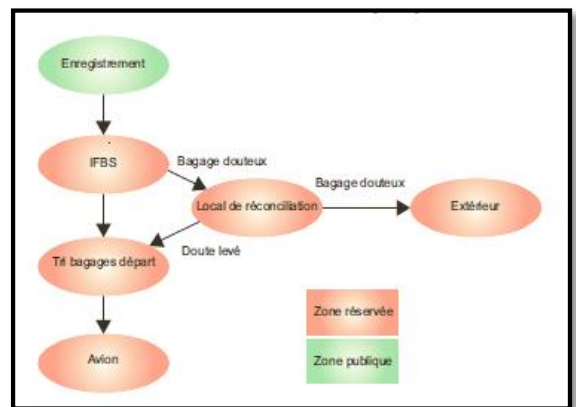 Enregistrement
IFBS
Bagage douteux
Bagage douteux
Local de réconciliation
Extérieur
Doute levé
Tri bagages départ
Avion
Zone réservée
Zone publique